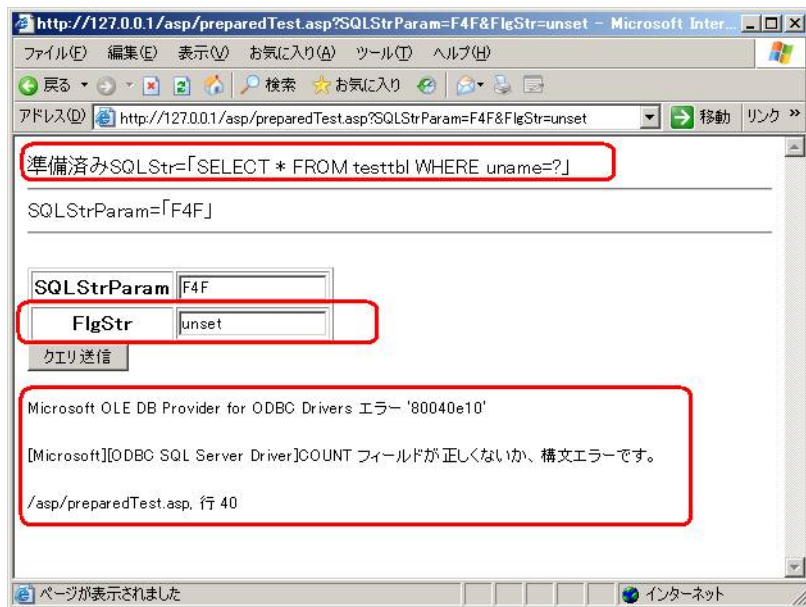 http://127.0.0.1/asp/preparedTest.asp?SQLStrParam=F4F&FlgStr=unset - Microsoft Inter...
ファイル(F) 編集(E) 表示(V) お気に入り(A) ツール(T) ヘルプ(H)
戻る 検索 お気に入り
アドレス(D) http://127.0.0.1/asp/preparedTest.asp?SQLStrParam=F4F&FlgStr=unset 移動 リンク »
準備済みSQLStr=「SELECT * FROM testtbl WHERE uname=?」
SQLStrParam=「F4F」
SQLStrParam F4F
FlgStr unset
クエリ送信
Microsoft OLE DB Provider for ODBC Drivers エラー '80040e10'
[Microsoft][ODBC SQL Server Driver]COUNT フィールドが正しくないか、構文エラーです。
/asp/preparedTest.asp, 行 40
ページが表示されました インターネット